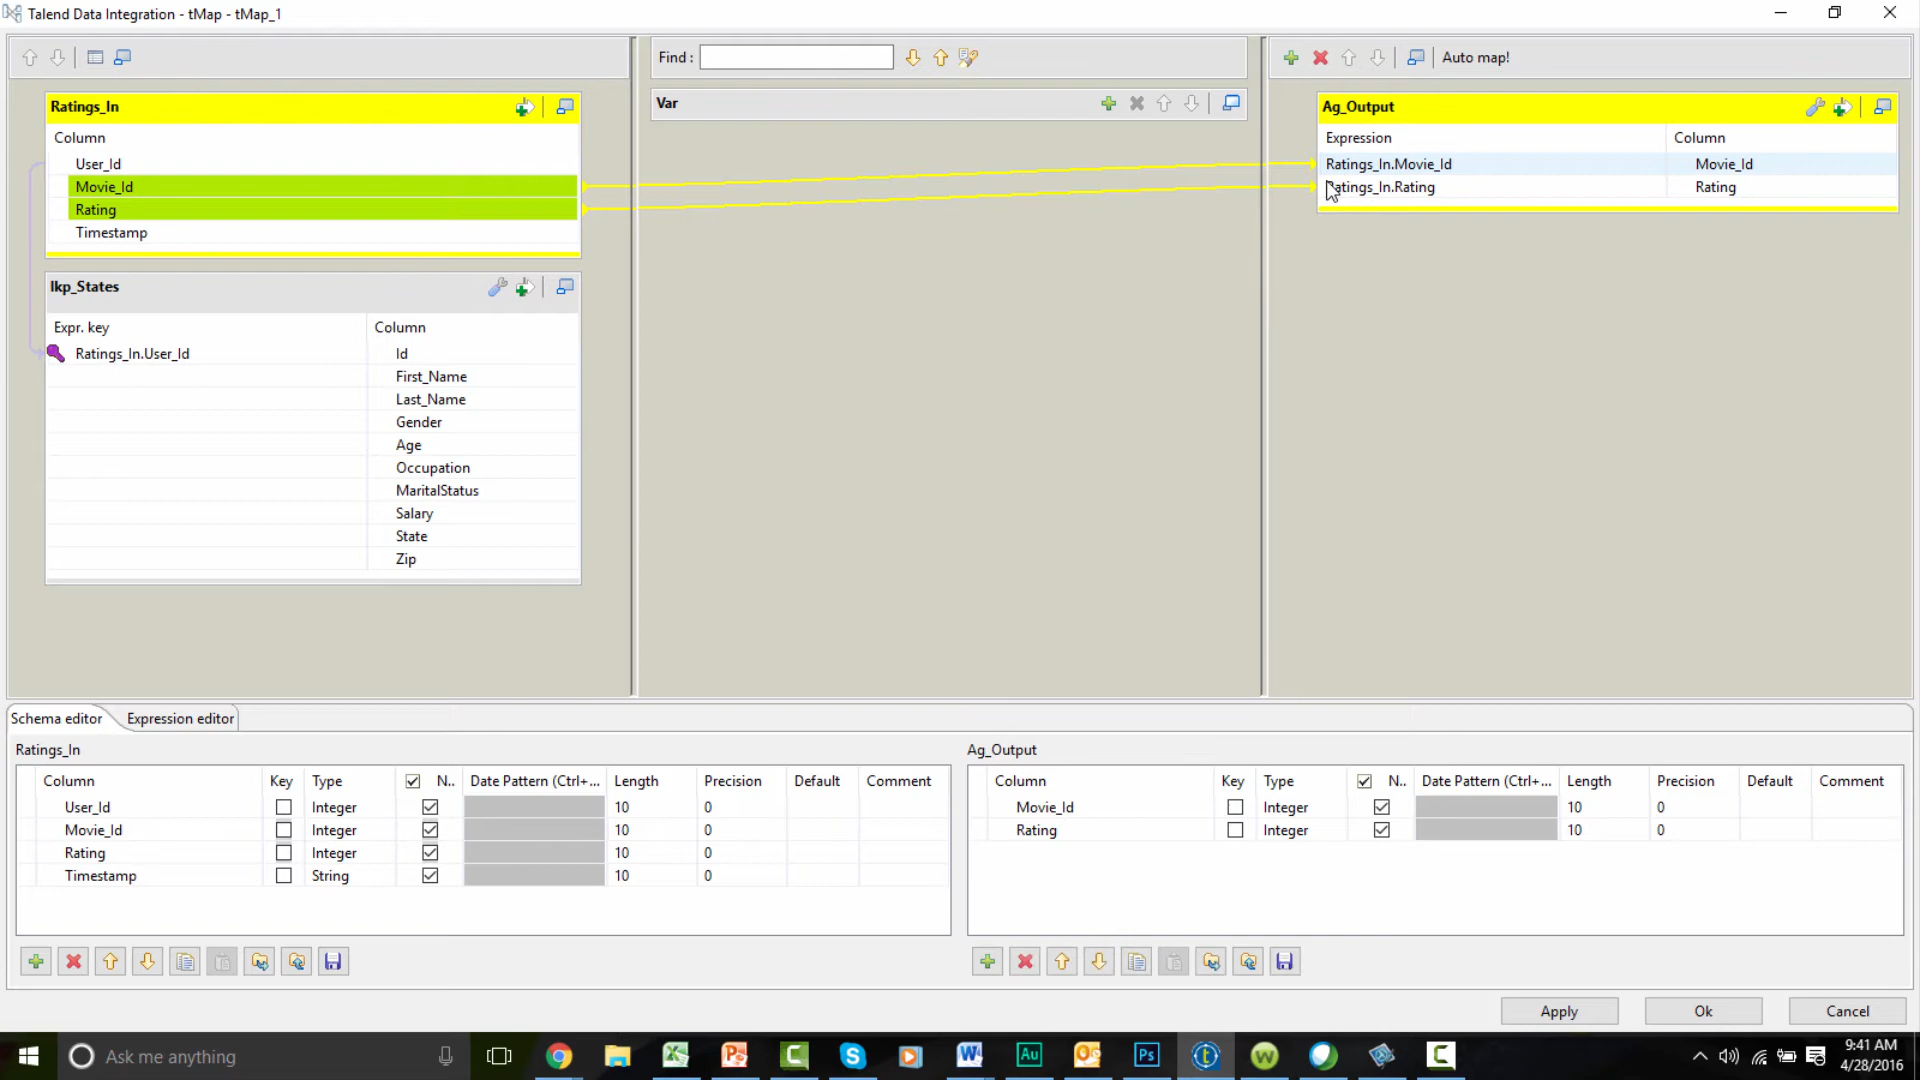 Talend Data Integration - tMap - tMap_1
Find :
Auto map!
Ratings_In
Column
User_Id
Movie_Id
Rating
Timestamp
lkp_States
Expr. key Column
Ratings_In.User_Id Id
First_Name
Last_Name
Gender
Age
Occupation
MaritalStatus
Salary
State
Zip
Var
Ag_Output
Expression Column
Ratings_In.Movie_Id Movie_Id
Ratings_In.Rating Rating
Schema editor Expression editor
Ratings_In
Column Key Type N.. Date Pattern (Ctrl+... Length Precision Default Comment
User_Id Integer 10 0
Movie_Id Integer 10 0
Rating Integer 10 0
Timestamp String 10 0
Ag_Output
Column Key Type N.. Date Pattern (Ctrl+... Length Precision Default Comment
Movie_Id Integer 10 0
Rating Integer 10 0
Apply Ok Cancel
Ask me anything
9:41 AM
4/28/2016